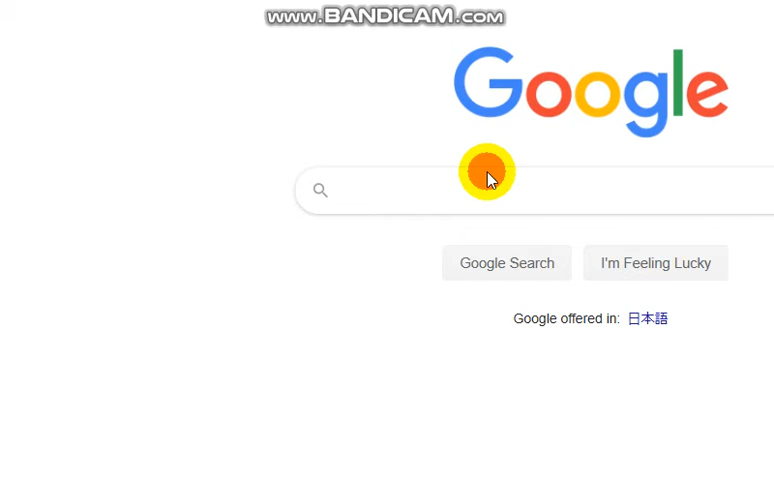 www.BANDICAM.com
Google
Google Search
I'm Feeling Lucky
Google offered in: 日本語